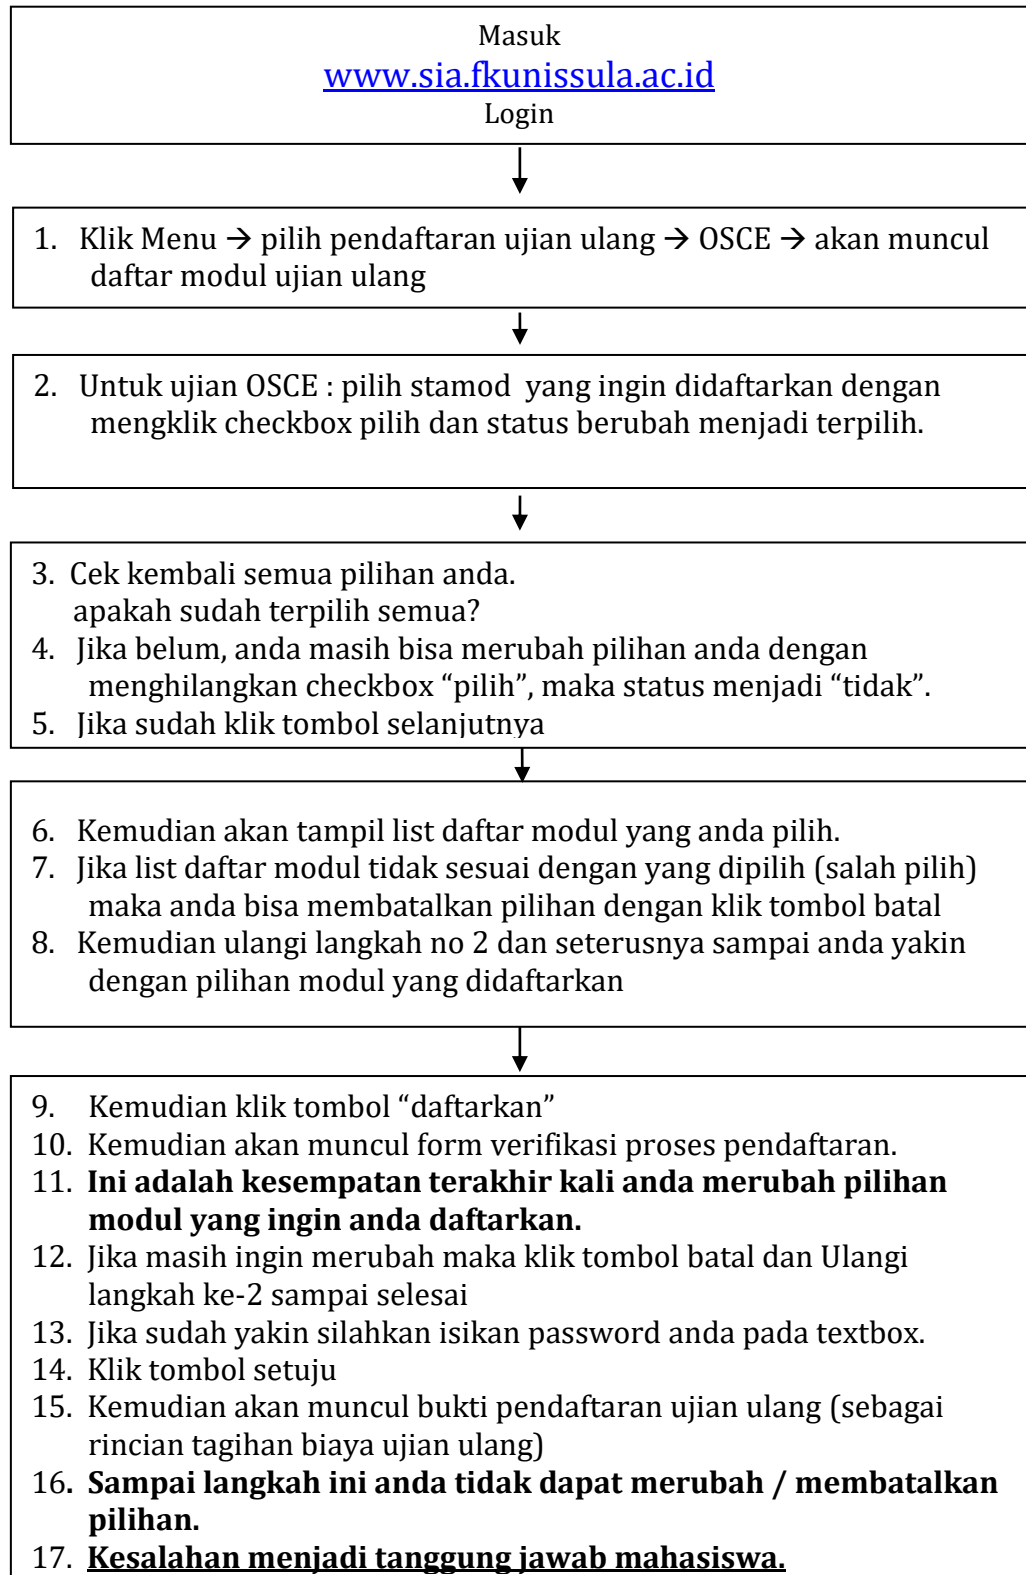 Masuk
www.sia.fkunissula.ac.id
Login
1. Klik Menu → pilih pendaftaran ujian ulang → OSCE → akan muncul
daftar modul ujian ulang
2. Untuk ujian OSCE : pilih stamod yang ingin didaftarkan dengan
mengklik checkbox pilih dan status berubah menjadi terpilih.
3. Cek kembali semua pilihan anda.
apakah sudah terpilih semua?
4. Jika belum, anda masih bisa merubah pilihan anda dengan
menghilangkan checkbox “pilih”, maka status menjadi “tidak”.
5. Jika sudah klik tombol selanjutnya
6. Kemudian akan tampil list daftar modul yang anda pilih.
7. Jika list daftar modul tidak sesuai dengan yang dipilih (salah pilih)
maka anda bisa membatalkan pilihan dengan klik tombol batal
8. Kemudian ulangi langkah no 2 dan seterusnya sampai anda yakin
dengan pilihan modul yang didaftarkan
9. Kemudian klik tombol “daftarkan”
10. Kemudian akan muncul form verifikasi proses pendaftaran.
11. Ini adalah kesempatan terakhir kali anda merubah pilihan
modul yang ingin anda daftarkan.
12. Jika masih ingin merubah maka klik tombol batal dan Ulangi
langkah ke-2 sampai selesai
13. Jika sudah yakin silahkan isikan password anda pada textbox.
14. Klik tombol setuju
15. Kemudian akan muncul bukti pendaftaran ujian ulang (sebagai
rincian tagihan biaya ujian ulang)
16. Sampai langkah ini anda tidak dapat merubah / membatalkan
pilihan.
17. Kesalahan menjadi tanggung jawab mahasiswa.